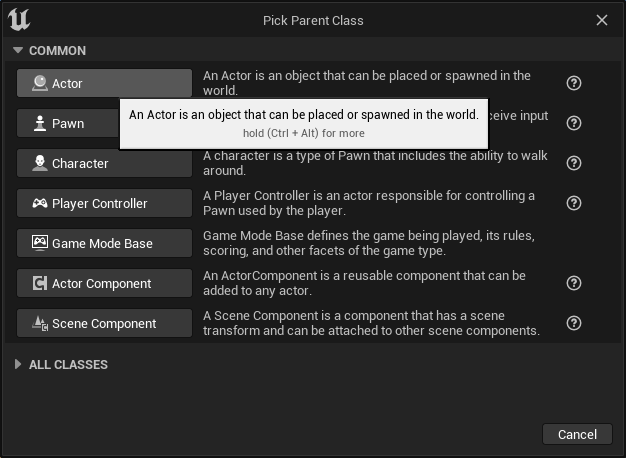 Pick Parent Class
COMMON
Actor
An Actor is an object that can be placed or spawned in the
world.
An Actor is an object that can be placed or spawned in the world.
hold (Ctrl + Alt) for more
Pawn
ceive input
Character
A character is a type of Pawn that includes the ability to walk
around.
Player Controller
A Player Controller is an actor responsible for controlling a
Pawn used by the player.
Game Mode Base
Game Mode Base defines the game being played, its rules,
scoring, and other facets of the game type.
Actor Component
An ActorComponent is a reusable component that can be
added to any actor.
Scene Component
A Scene Component is a component that has a scene
transform and can be attached to other scene components.
ALL CLASSES
Cancel